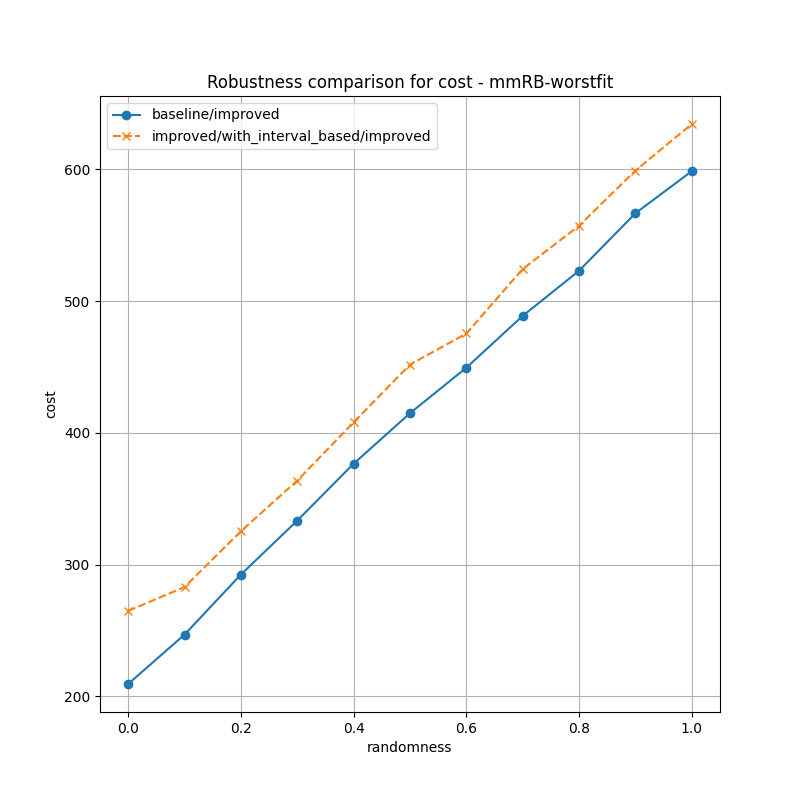 Robustness comparison for cost - mmRB-worstfit
baseline/improved
improved/with_interval_based/improved
600
500
400
300
200
cost
0.0 0.2 0.4 0.6 0.8 1.0
randomness